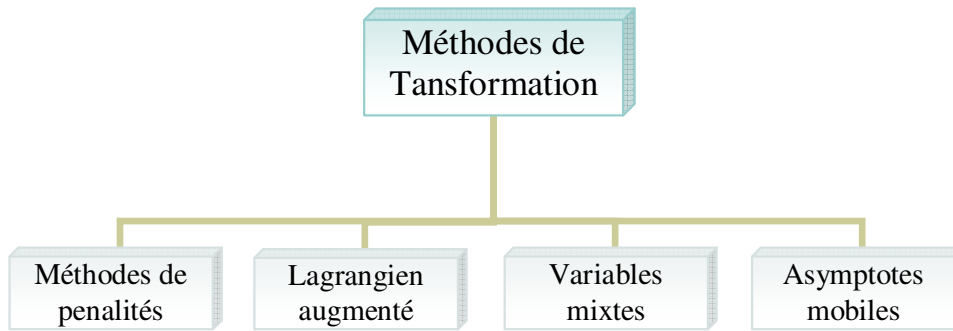 Méthodes de
Tansformation
Méthodes de
penalités
Lagrangien
augmenté
Variables
mixtes
Asymptotes
mobiles